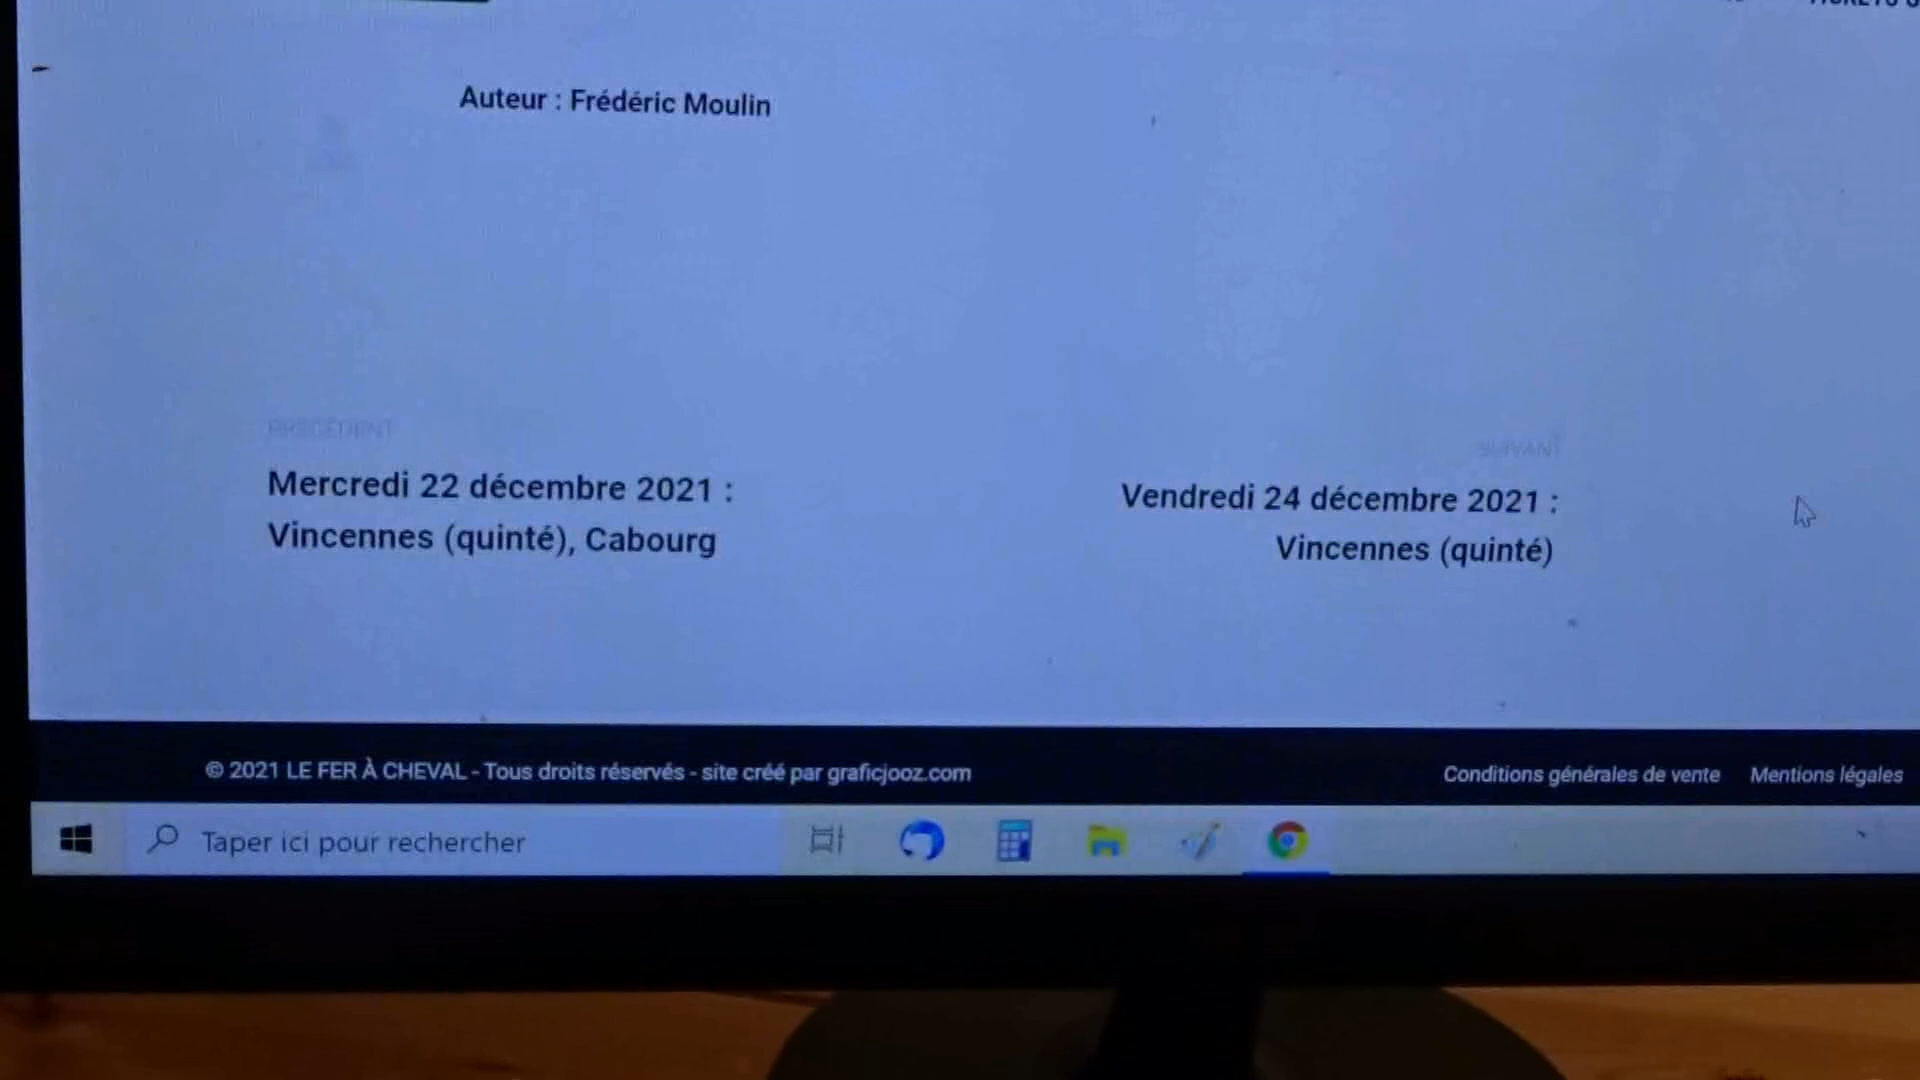 Auteur : Frédéric Moulin
PRÉCÉDENT
SUIVANT
Mercredi 22 décembre 2021 :
Vincennes (quinté), Cabourg
Vendredi 24 décembre 2021 :
Vincennes (quinté)
© 2021 LE FER À CHEVAL - Tous droits réservés - site créé par graficjooz.com
Conditions générales de vente
Mentions légales
Taper ici pour rechercher